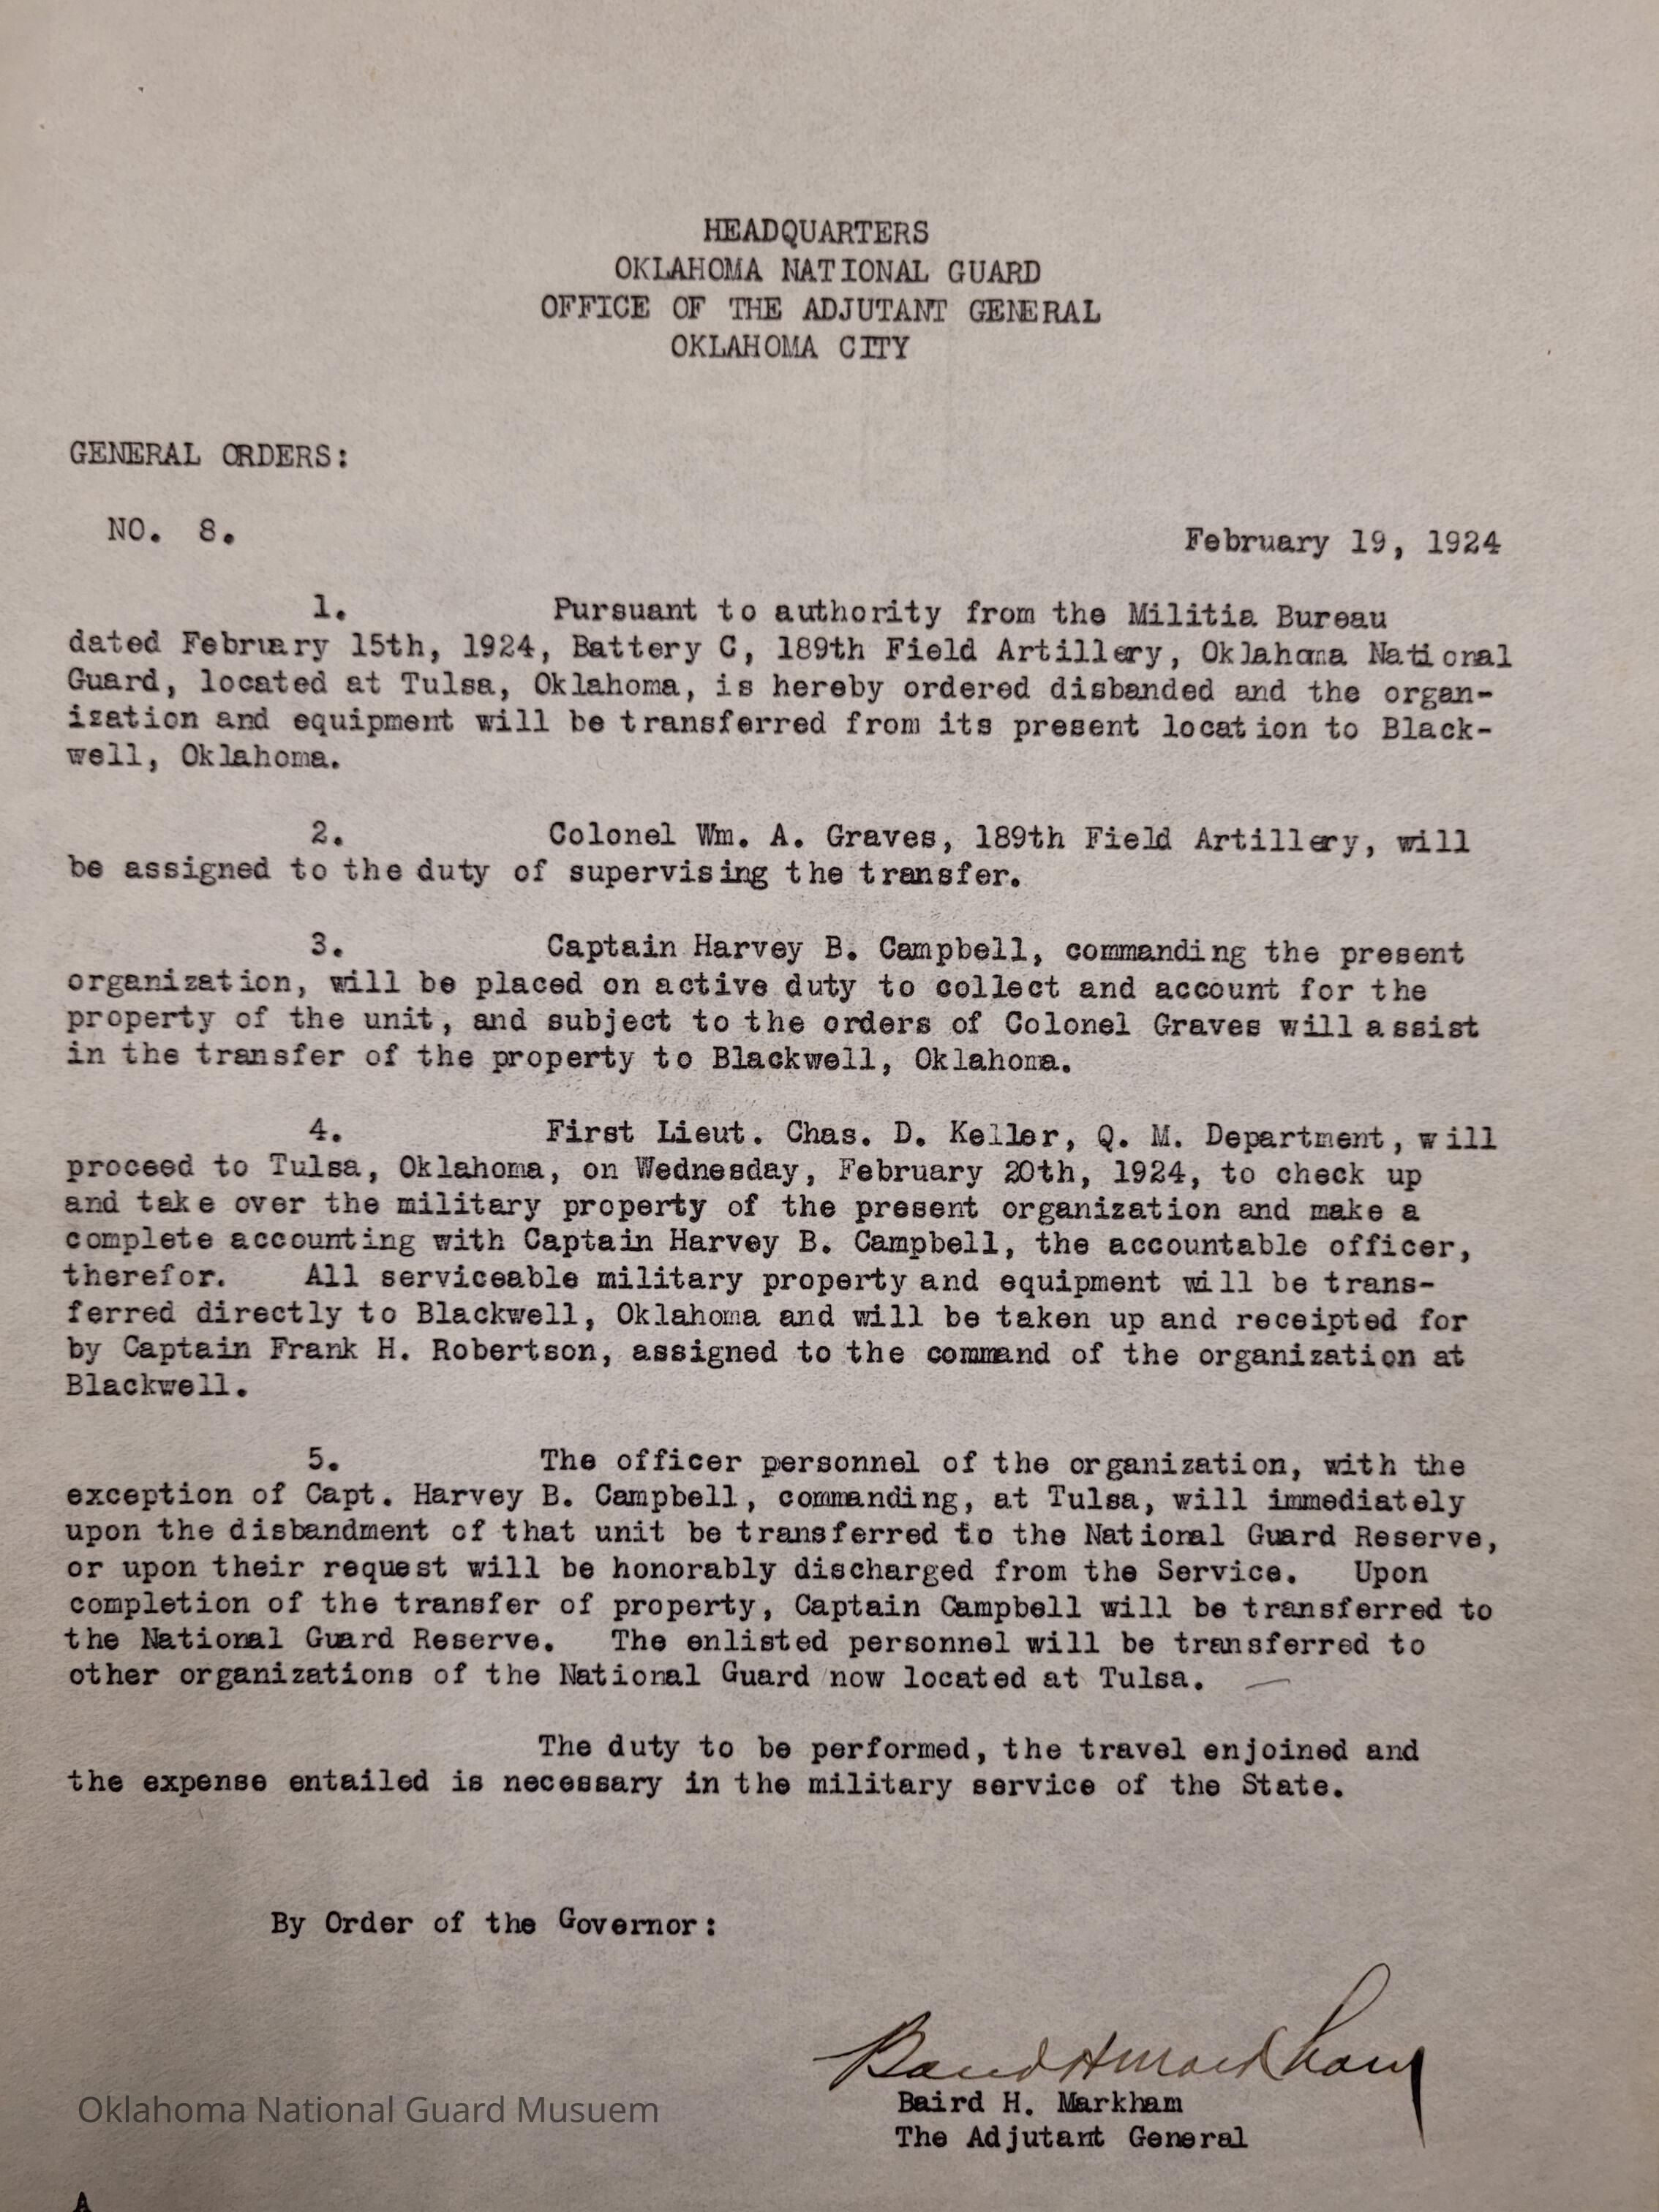 HEADQUARTERS
OKLAHOMA NATIONAL GUARD
OFFICE OF THE ADJUTANT GENERAL
OKLAHOMA CITY
GENERAL ORDERS:
NO. 8.
February 19, 1924
1. Pursuant to authority from the Militia Bureau
dated February 15th, 1924, Battery C, 189th Field Artillery, Oklahoma National
Guard, located at Tulsa, Oklahoma, is hereby ordered disbanded and the organ-
ization and equipment will be transferred from its present location to Black-
well, Oklahoma.
2. Colonel Wm. A. Graves, 189th Field Artillery, will
be assigned to the duty of supervising the transfer.
3. Captain Harvey B. Campbell, commanding the present
organization, will be placed on active duty to collect and account for the
property of the unit, and subject to the orders of Colonel Graves will assist
in the transfer of the property to Blackwell, Oklahoma.
4. First Lieut. Chas. D. Keller, Q. M. Department, will
proceed to Tulsa, Oklahoma, on Wednesday, February 20th, 1924, to check up
and take over the military property of the present organization and make a
complete accounting with Captain Harvey B. Campbell, the accountable officer,
therefor. All serviceable military property and equipment will be trans-
ferred directly to Blackwell, Oklahoma and will be taken up and receipted for
by Captain Frank H. Robertson, assigned to the command of the organization at
Blackwell.
5. The officer personnel of the organization, with the
exception of Capt. Harvey B. Campbell, commanding, at Tulsa, will immediately
upon the disbandment of that unit be transferred to the National Guard Reserve,
or upon their request will be honorably discharged from the Service. Upon
completion of the transfer of property, Captain Campbell will be transferred to
the National Guard Reserve. The enlisted personnel will be transferred to
other organizations of the National Guard now located at Tulsa.
The duty to be performed, the travel enjoined and
the expense entailed is necessary in the military service of the State.
By Order of the Governor:
Baird H Markham
Baird H. Markham
The Adjutant General
Oklahoma National Guard Musuem
A